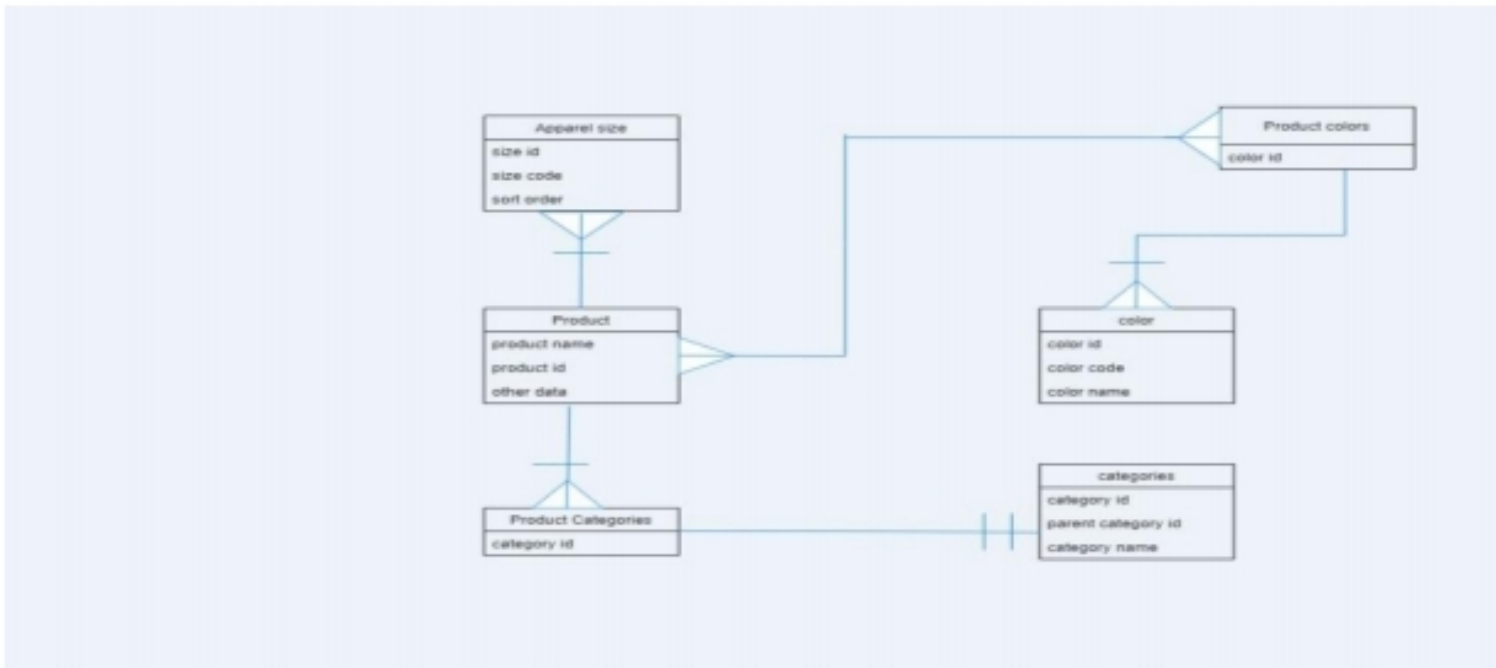 Apparel size
size id
size code
sort order
Product colors
color id
Product
product name
product id
other data
color
color id
color code
color name
Product Categories
category id
categories
category id
parent category id
category name